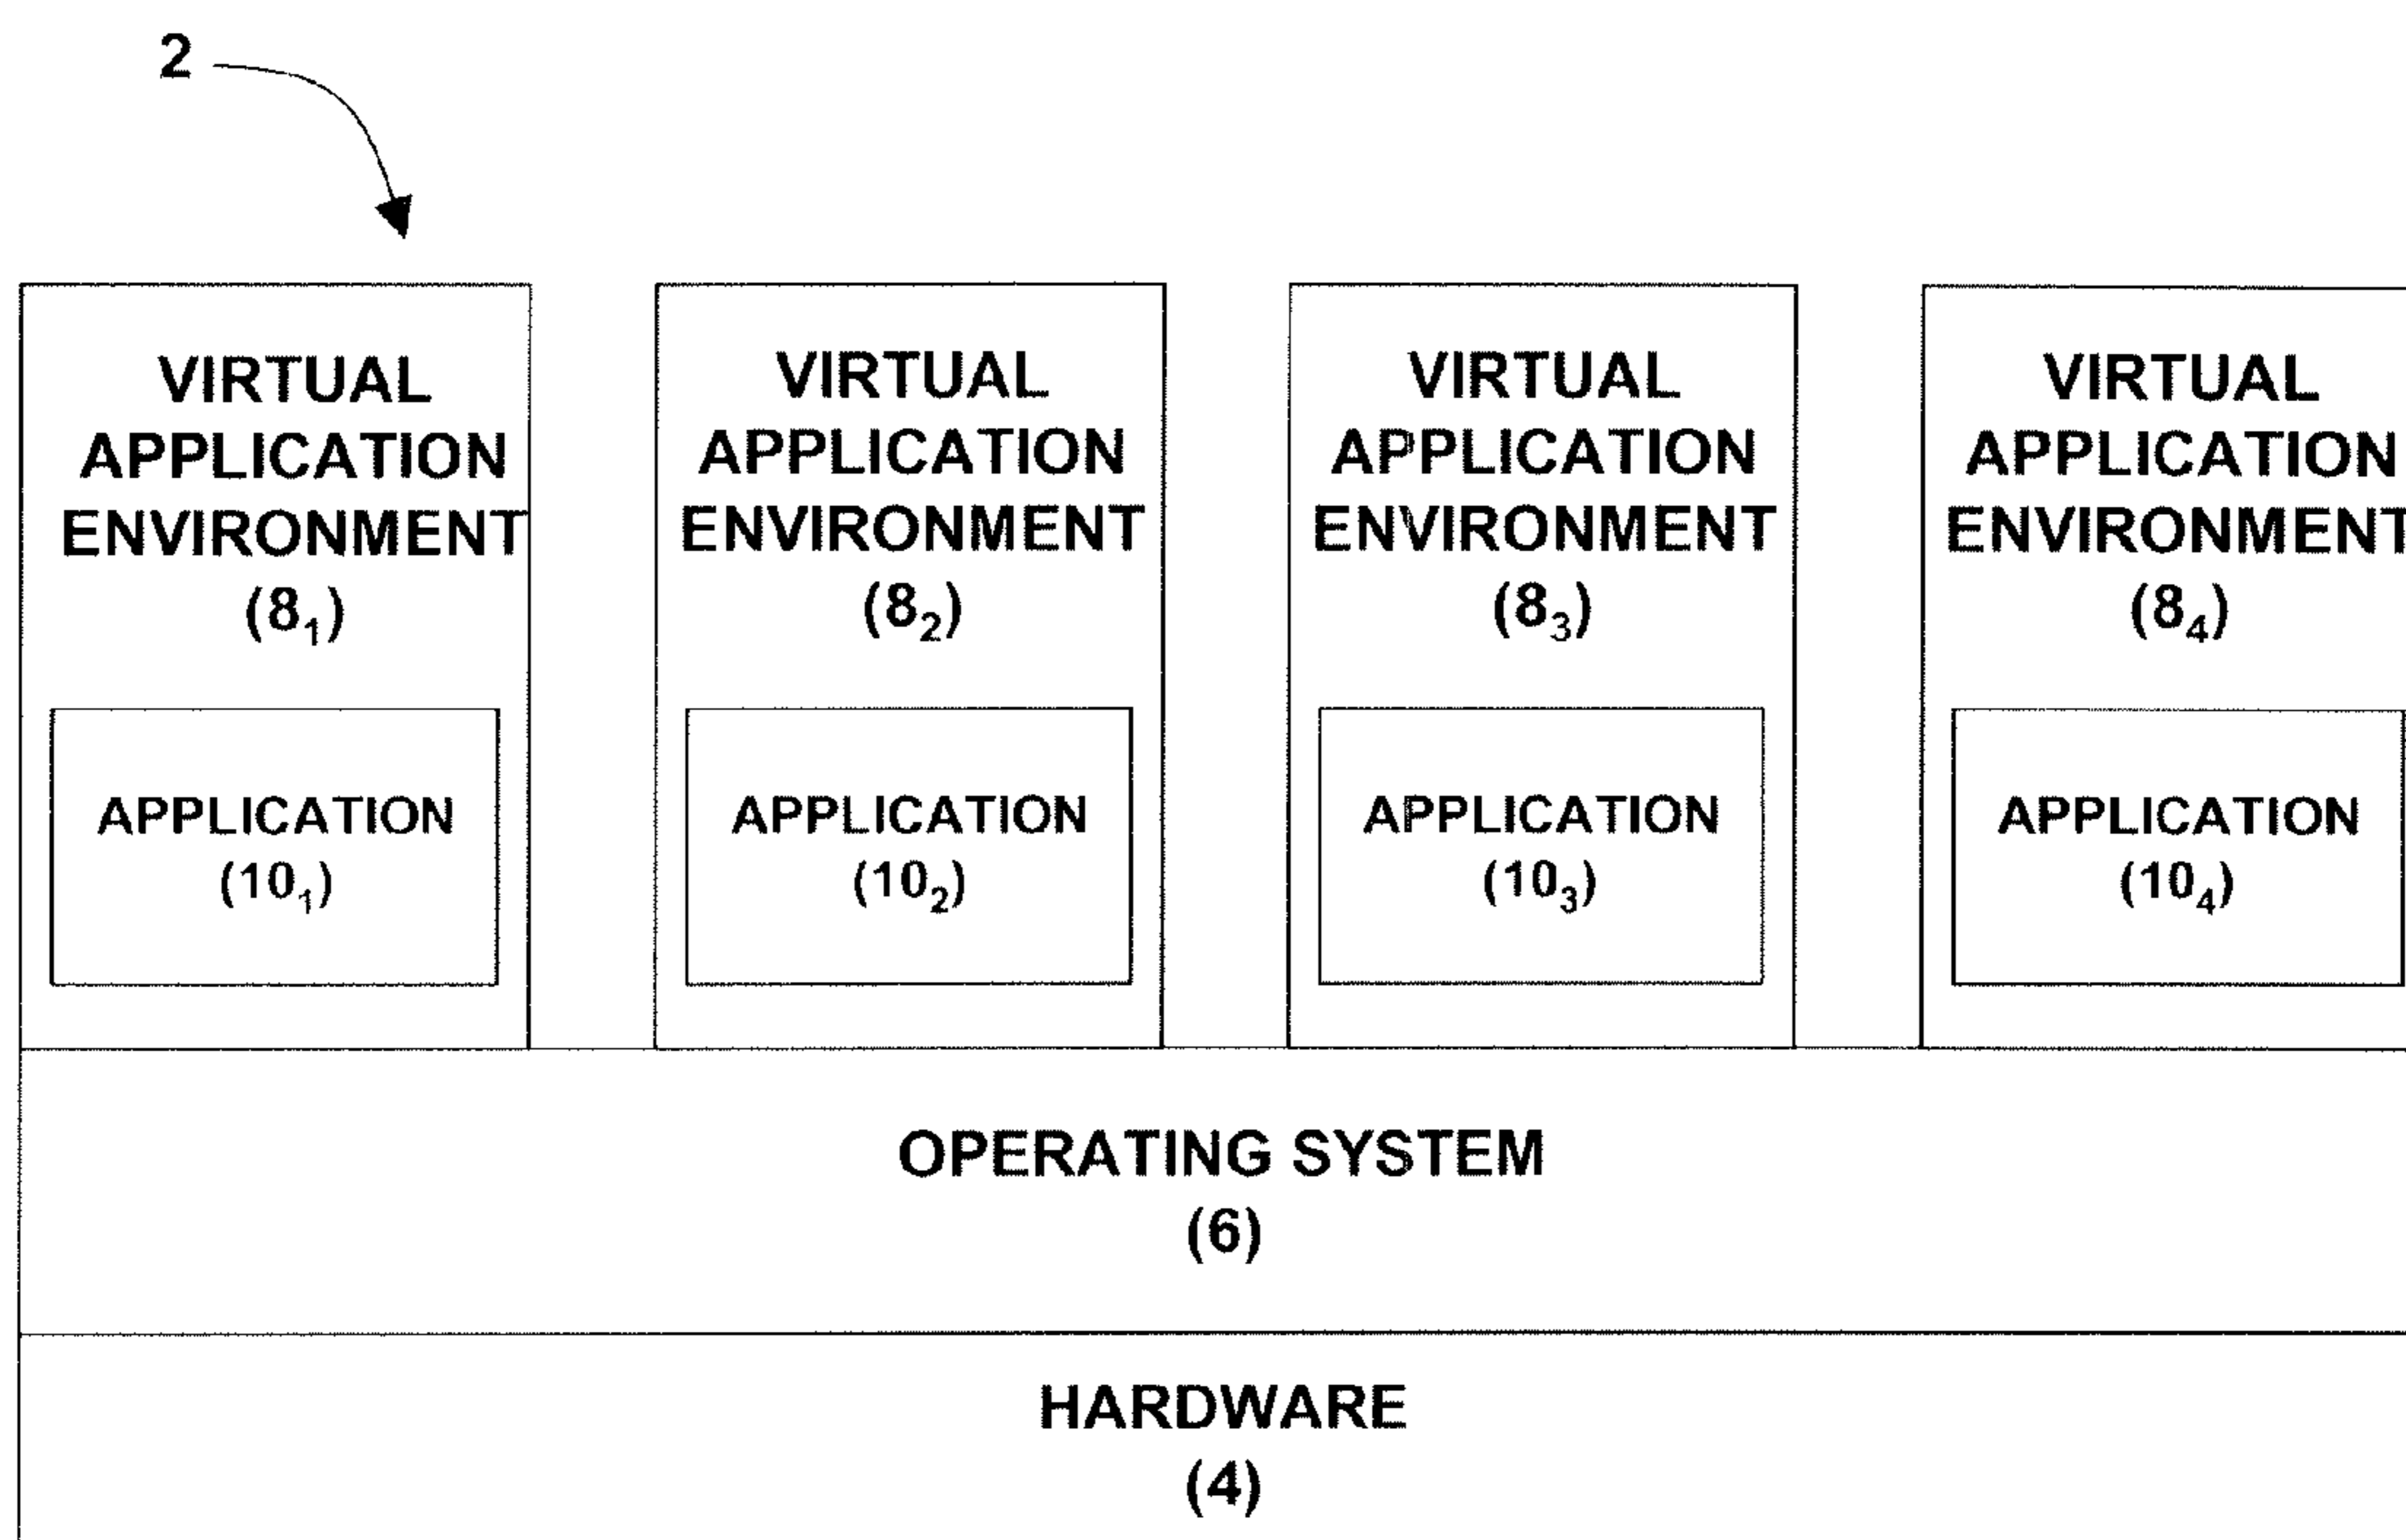 2
VIRTUAL
APPLICATION
ENVIRONMENT
(8₁)
VIRTUAL
APPLICATION
ENVIRONMENT
(8₂)
VIRTUAL
APPLICATION
ENVIRONMENT
(8₃)
VIRTUAL
APPLICATION
ENVIRONMENT
(8₄)
APPLICATION
(10₁)
APPLICATION
(10₂)
APPLICATION
(10₃)
APPLICATION
(10₄)
OPERATING SYSTEM
(6)
HARDWARE
(4)